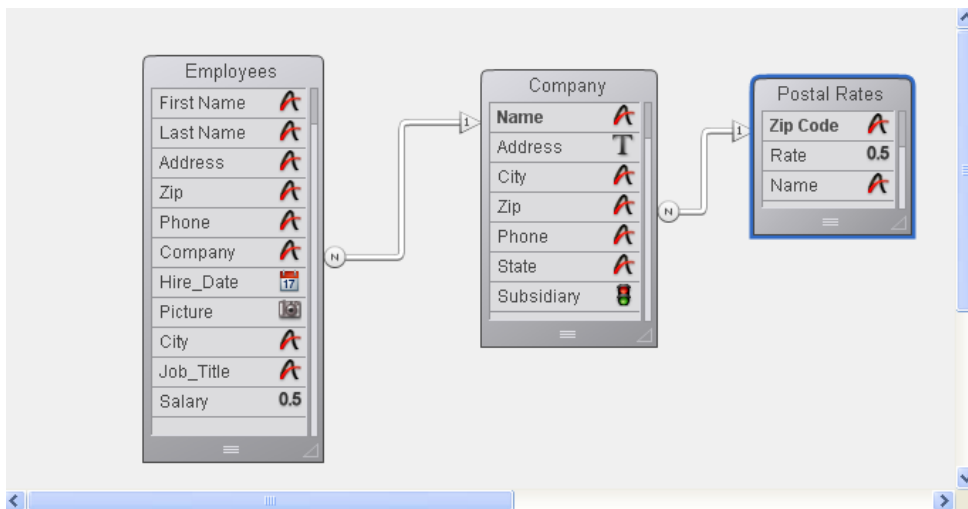 Employees
First Name
Last Name
Address
Zip
Phone
Company
Hire_Date 17
Picture
City
Job_Title
Salary 0.5
N
1
Company
Name
Address T
City
Zip
Phone
State
Subsidiary
N
1
Postal Rates
Zip Code
Rate 0.5
Name